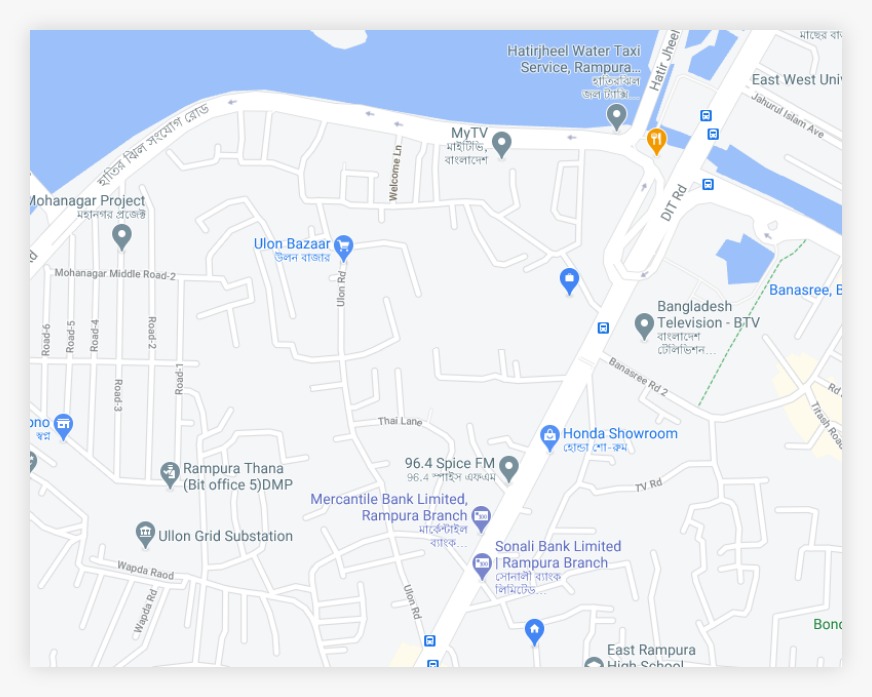 Hatirjheel Water Taxi
Service, Rampura...
হাতিরঝিল
জল ট্যাক্সি...
Hatir Jheel
মাছের
East West Uni
Jahurul Islam Ave
হাতির ঝিল সংযোগ রোড
MyTV
মাইটিভি,
বাংলাদেশ
Welcome Ln
DIT Rd
Mohanagar Project
মহানগর প্রজেক্ট
Ulon Bazaar
উলন বাজার
Mohanagar Middle Road-2
Ulon Rd
Banasree, B
Bangladesh
Television - BTV
বাংলাদেশ
টেলিভিশন...
Road-6
Road-5
Road-4
Road-2
Road-3
Road-1
Banasree Rd 2
Rd
Titash Road
Thai Lane
স্বপ্ন
Honda Showroom
হোন্ডা শো-রুম
96.4 Spice FM
96.4 স্পাইস এফএম
Rampura Thana
(Bit office 5)DMP
TV Rd
Mercantile Bank Limited,
Rampura Branch
মার্কেন্টাইল
ব্যাংক...
Ullon Grid Substation
Sonali Bank Limited
| Rampura Branch
সোনালী ব্যাংক
লিমিটেড...
Wapda Raod
Wapda Rd
Ulon Rd
East Rampura
High School